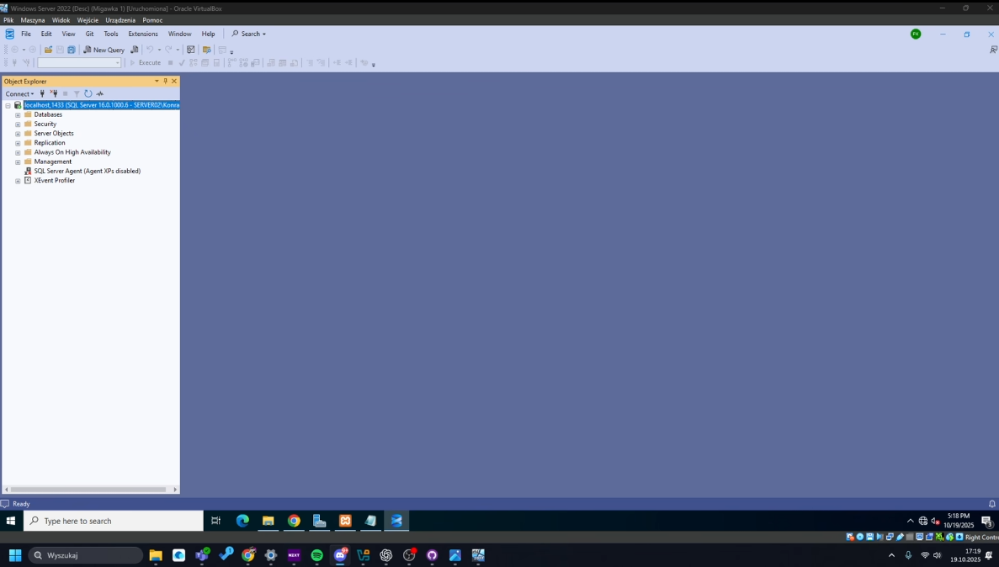 Windows Server 2022 (Desc) (Migawka 1) [Uruchomiona] - Oracle VirtualBox
Plik Maszyna Widok Wejście Urządzenia Pomoc
File Edit View Git Tools Extensions Window Help Search
New Query
Execute
Object Explorer
Connect
localhost,1433 (SQL Server 16.0.1000.6 - SERVER02\Konra
Databases
Security
Server Objects
Replication
Always On High Availability
Management
SQL Server Agent (Agent XPs disabled)
XEvent Profiler
Ready
Type here to search
5:18 PM
10/19/2025
Right Contro
Wyszukaj
17:19
19.10.2025